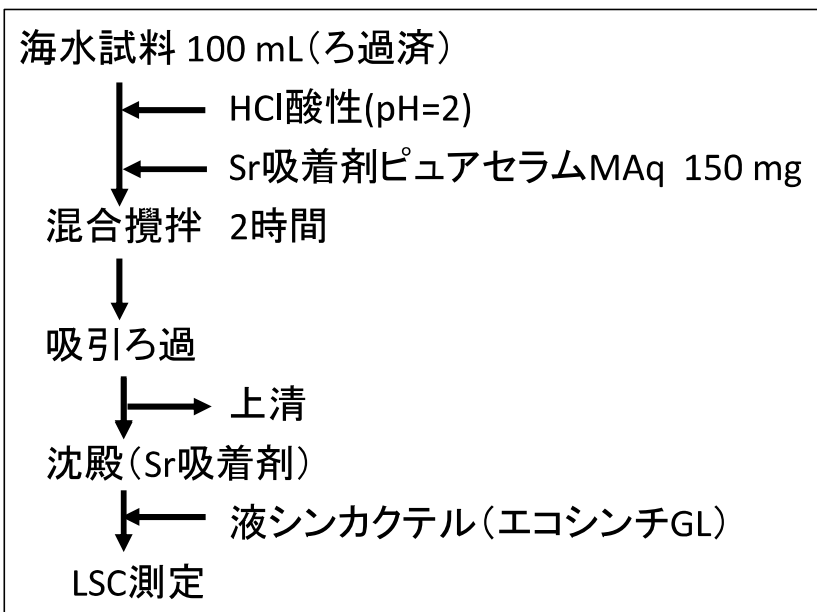 海水試料 100 mL(ろ過済)
HCl酸性(pH=2)
Sr吸着剤ピュアセラムMAq 150 mg
混合攪拌 2時間
吸引ろ過
上清
沈殿(Sr吸着剤)
液シンカクテル(エコシンチGL)
LSC測定